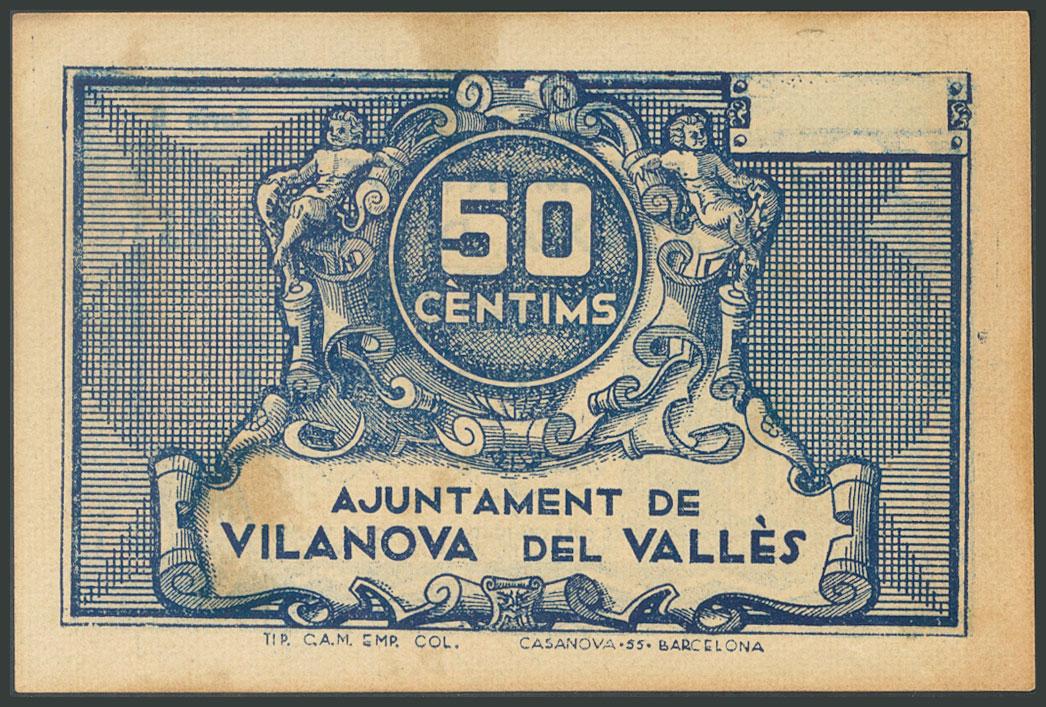 50
CÈNTIMS
AJUNTAMENT DE
VILANOVA DEL VALLÈS
TIP. C.A.M. EMP. COL. CASANOVA·55· BARCELONA